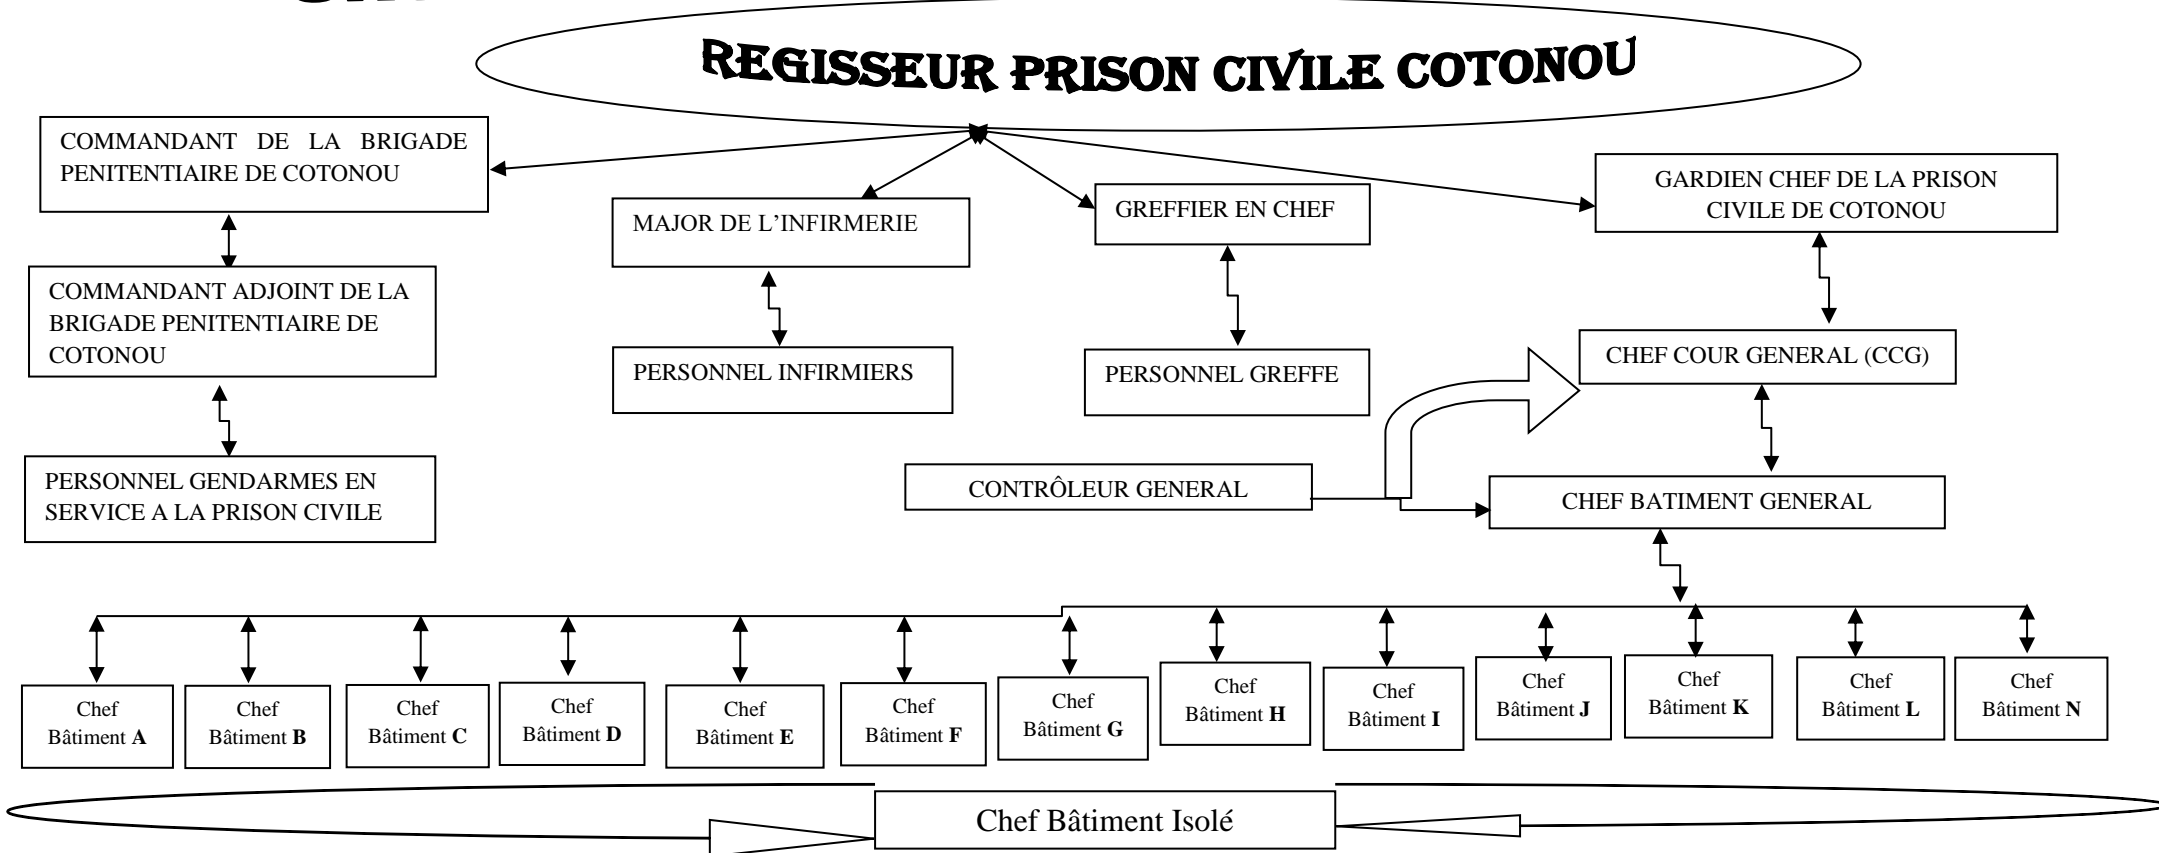 REGISSEUR PRISON CIVILE COTONOU
COMMANDANT DE LA BRIGADE
PENITENTIAIRE DE COTONOU
MAJOR DE L’INFIRMERIE
GREFFIER EN CHEF
GARDIEN CHEF DE LA PRISON
CIVILE DE COTONOU
COMMANDANT ADJOINT DE LA
BRIGADE PENITENTIAIRE DE
COTONOU
PERSONNEL INFIRMIERS
PERSONNEL GREFFE
CHEF COUR GENERAL (CCG)
PERSONNEL GENDARMES EN
SERVICE A LA PRISON CIVILE
CONTRÔLEUR GENERAL
CHEF BATIMENT GENERAL
Chef
Bâtiment A
Chef
Bâtiment B
Chef
Bâtiment C
Chef
Bâtiment D
Chef
Bâtiment E
Chef
Bâtiment F
Chef
Bâtiment G
Chef
Bâtiment H
Chef
Bâtiment I
Chef
Bâtiment J
Chef
Bâtiment K
Chef
Bâtiment L
Chef
Bâtiment N
Chef Bâtiment Isolé